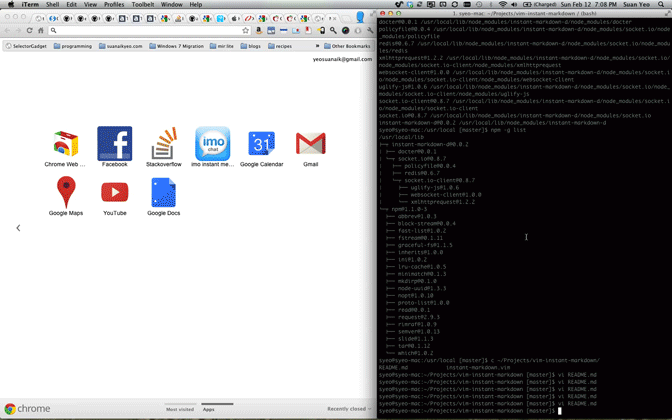 iTerm Shell Edit View Profiles Toolbelt Window Help
(Charged) Sun Feb 12 7:08 PM Suan Yeo
SelectorGadget programming suanaikyeo.com Windows 7 Migration mir lite blogs recipes Other Bookmarks
yeosuanaik@gmail.com
Chrome Web ... Facebook Stackoverflow imo instant me... Google Calendar Gmail
Google Maps YouTube Google Docs
chrome Most visited Apps Recently closed
1. syeo-mac: ~/Projects/vim-instant-markdown (bash)
docter@0.0.1 /usr/local/lib/node_modules/instant-markdown-d/node_modules/docter
policyfile@0.0.4 /usr/local/lib/node_modules/instant-markdown-d/node_modules/socket.io/node
_modules/policyfile
redis@0.6.7 /usr/local/lib/node_modules/instant-markdown-d/node_modules/socket.io/node_modu
les/redis
xmlhttprequest@1.2.2 /usr/local/lib/node_modules/instant-markdown-d/node_modules/socket.io/
node_modules/socket.io-client/node_modules/xmlhttprequest
websocket-client@1.0.0 /usr/local/lib/node_modules/instant-markdown-d/node_modules/socket.i
o/node_modules/socket.io-client/node_modules/websocket-client
uglify-js@1.0.6 /usr/local/lib/node_modules/instant-markdown-d/node_modules/socket.io/node_
modules/socket.io-client/node_modules/uglify-js
socket.io-client@0.8.7 /usr/local/lib/node_modules/instant-markdown-d/node_modules/socket.i
o/node_modules/socket.io-client
socket.io@0.8.7 /usr/local/lib/node_modules/instant-markdown-d/node_modules/socket.io
instant-markdown-d@0.0.2 /usr/local/lib/node_modules/instant-markdown-d
syeo@syeo-mac:/usr/local [master]$ npm -g list
/usr/local/lib
├─┬ instant-markdown-d@0.0.2
│ ├── docter@0.0.1
│ └─┬ socket.io@0.8.7
│ ├── policyfile@0.0.4
│ ├── redis@0.6.7
│ └─┬ socket.io-client@0.8.7
│ ├── uglify-js@1.0.6
│ ├── websocket-client@1.0.0
│ └── xmlhttprequest@1.2.2
└─┬ npm@1.1.0-3
├── abbrev@1.0.3
├── block-stream@0.0.4
├── fast-list@1.0.2
├── fstream@0.1.11
├── graceful-fs@1.1.5
├── inherits@1.0.0
├── ini@1.0.2
├── lru-cache@1.0.5
├── minimatch@0.1.3
├── mkdirp@0.1.0
├── node-uuid@1.3.3
├── nopt@1.0.10
├── proto-list@1.0.0
├── read@0.0.1
├── request@2.9.3
├── rimraf@1.0.9
├── semver@1.0.13
├── slide@1.1.3
├── tar@0.1.12
└── which@1.0.2
syeo@syeo-mac:/usr/local [master]$ c ~/Projects/vim-instant-markdown/
README.md instant-markdown.vim
syeo@syeo-mac:~/Projects/vim-instant-markdown [master]$ vi README.md
syeo@syeo-mac:~/Projects/vim-instant-markdown [master]$ vi README.md
syeo@syeo-mac:~/Projects/vim-instant-markdown [master]$ vi README.md
syeo@syeo-mac:~/Projects/vim-instant-markdown [master]$ vi README.md
syeo@syeo-mac:~/Projects/vim-instant-markdown [master]$